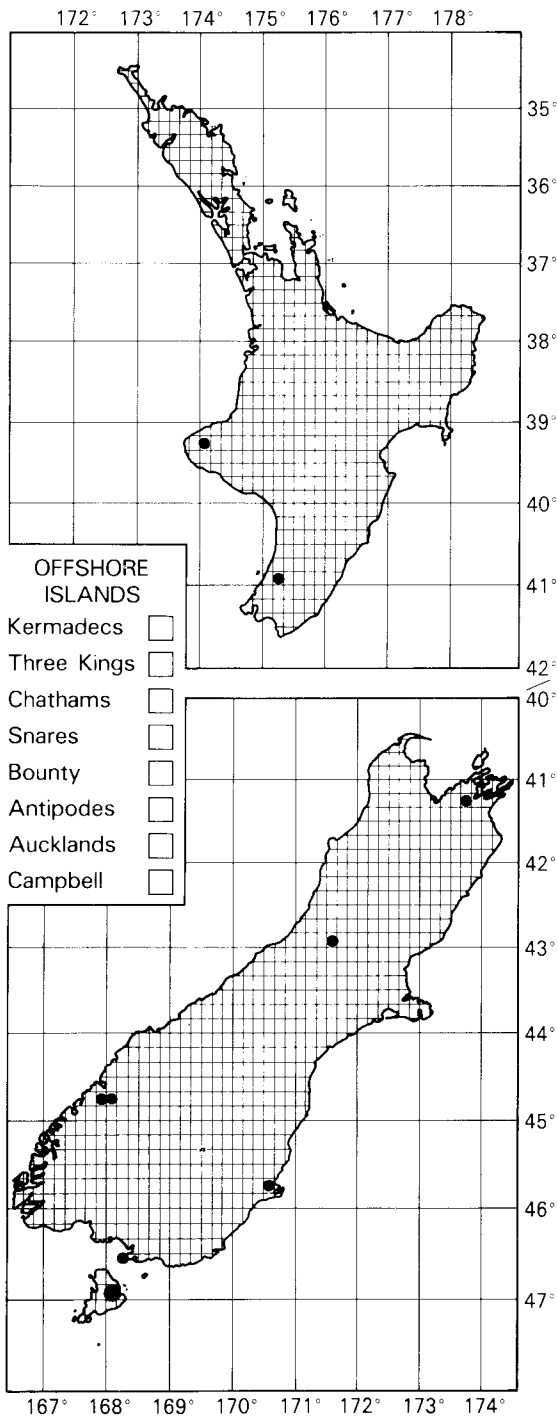 172° 173° 174° 175° 176° 177° 178°
35°
36°
37°
38°
39°
40°
41°
42°
OFFSHORE
ISLANDS
Kermadecs
Three Kings
Chathams
Snares
Bounty
Antipodes
Aucklands
Campbell
40°
41°
42°
43°
44°
45°
46°
47°
167° 168° 169° 170° 171° 172° 173° 174°